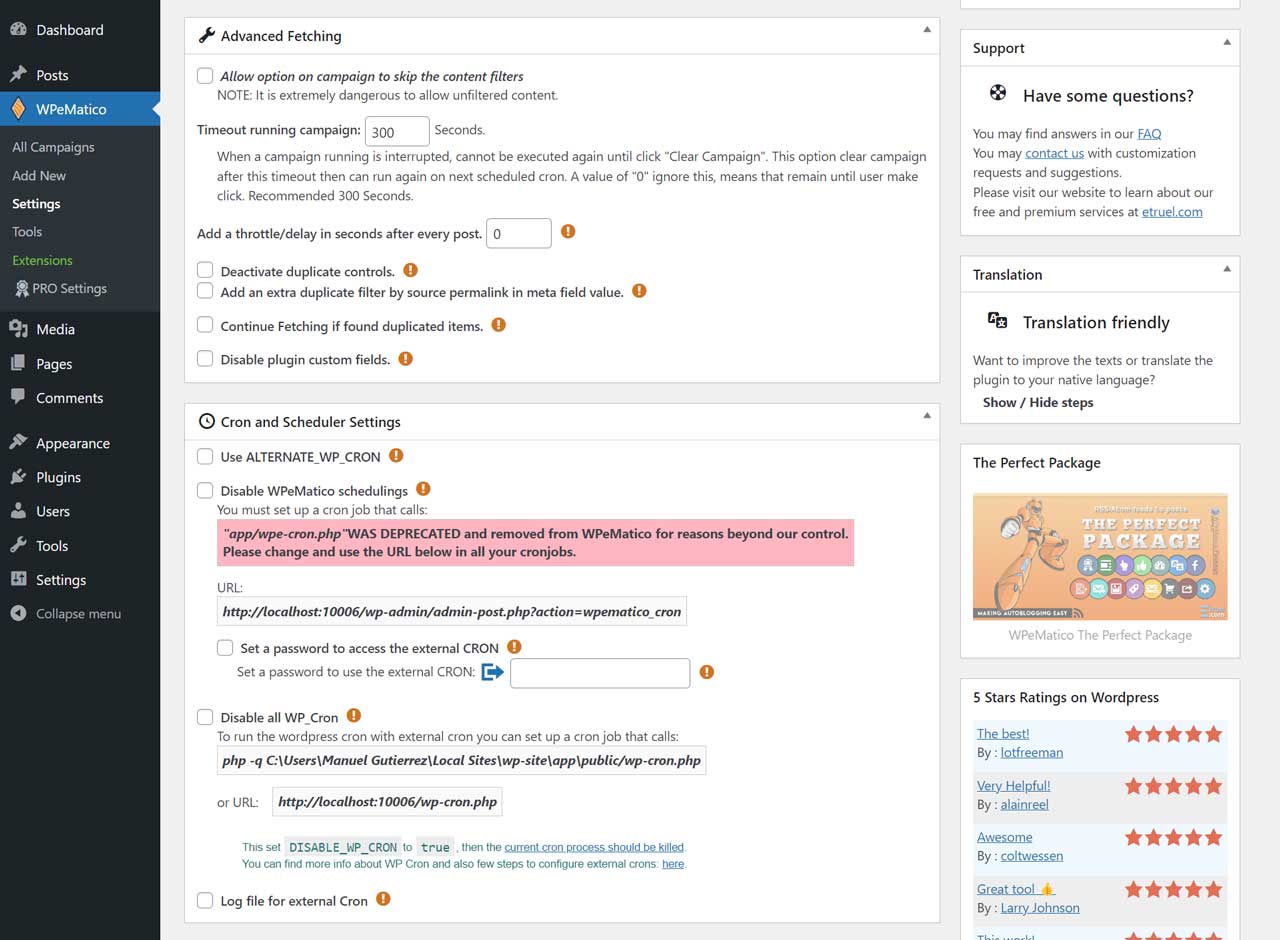 Dashboard
Posts
WPeMatico
All Campaigns
Add New
Settings
Tools
Extensions
PRO Settings
Media
Pages
Comments
Appearance
Plugins
Users
Tools
Settings
Collapse menu
Advanced Fetching
Allow option on campaign to skip the content filters
NOTE: It is extremely dangerous to allow unfiltered content.
Timeout running campaign: 300 Seconds.
When a campaign running is interrupted, cannot be executed again until click "Clear Campaign". This option clear campaign
after this timeout then can run again on next scheduled cron. A value of "0" ignore this, means that remain until user make
click. Recommended 300 Seconds.
Add a throttle/delay in seconds after every post. 0
Deactivate duplicate controls.
Add an extra duplicate filter by source permalink in meta field value.
Continue Fetching if found duplicated items.
Disable plugin custom fields.
Cron and Scheduler Settings
Use ALTERNATE_WP_CRON
Disable WPeMatico schedulings
You must set up a cron job that calls:
"app/wpe-cron.php"WAS DEPRECATED and removed from WPeMatico for reasons beyond our control.
Please change and use the URL below in all your cronjobs.
URL:
http://localhost:10006/wp-admin/admin-post.php?action=wpematico_cron
Set a password to access the external CRON
Set a password to use the external CRON:
Disable all WP_Cron
To run the wordpress cron with external cron you can set up a cron job that calls:
php -q C:\Users\Manuel Gutierrez\Local Sites\wp-site\app\public/wp-cron.php
or URL: http://localhost:10006/wp-cron.php
This set DISABLE_WP_CRON to true, then the current cron process should be killed.
You can find more info about WP Cron and also few steps to configure external crons: here.
Log file for external Cron
Support
Have some questions?
You may find answers in our FAQ
You may contact us with customization
requests and suggestions.
Please visit our website to learn about our
free and premium services at etruel.com
Translation
Translation friendly
Want to improve the texts or translate the
plugin to your native language?
Show / Hide steps
The Perfect Package
RSS/Atom feeds to posts
THE PERFECT
PACKAGE
MAKING AUTOBLOGGING EASY
WPeMatico The Perfect Package
5 Stars Ratings on Wordpress
The best!
By : lotfreeman
Very Helpful!
By : alainreel
Awesome
By : coltwessen
Great tool 👍
By : Larry Johnson
This work!